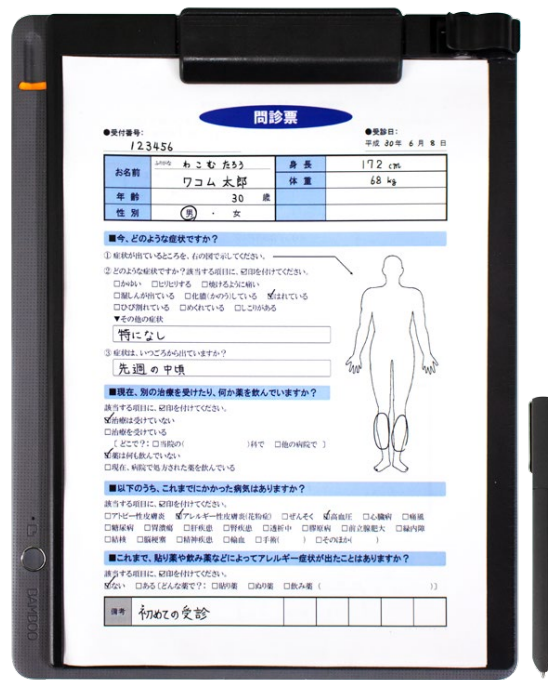 問診票
●受付番号:
123456
●受診日:
平成 30年 6月 8日
お名前 ふりがな わこむ たろう 身長 172 cm
ワコム 太郎 体重 68 kg
年齢 30 歳
性別 男 ・ 女
■今、どのような症状ですか?
① 症状が出ているところを、右の図で示してください。
② どのような症状ですか?該当する項目に、☑印を付けてください。
□かゆい □ヒリヒリする □焼けるように痛い
□湿しんが出ている □化膿(かのう)している ☑はれている
□ひび割れている □めくれている □しこりがある
▼その他の症状
特になし
③ 症状は、いつごろから出ていますか?
先週の中頃
■現在、別の治療を受けたり、何か薬を飲んでいますか?
該当する項目に、☑印を付けてください。
☑治療は受けていない
□治療を受けている
[ どこで?: □当院の( )科で □他の病院で ]
☑薬は何も飲んでいない
□現在、病院で処方された薬を飲んでいる
■以下のうち、これまでにかかった病気はありますか?
該当する項目に、☑印を付けてください。
□アトピー性皮膚炎 ☑アレルギー性皮膚炎(花粉症) □ぜんそく ☑高血圧 □心臓病 □痛風
□糖尿病 □胃潰瘍 □肝疾患 □腎疾患 □透析中 □膠原病 □前立腺肥大 □緑内障
□結核 □脳梗塞 □精神疾患 □輸血 □手術( ) □そのほか( )
■これまで、貼り薬や飲み薬などによってアレルギー症状が出たことはありますか?
該当する項目に、☑印を付けてください。
☑ない □ある [どんな薬で?: □貼り薬 □ぬり薬 □飲み薬 ( )]
備考 初めての受診
BAMBOO